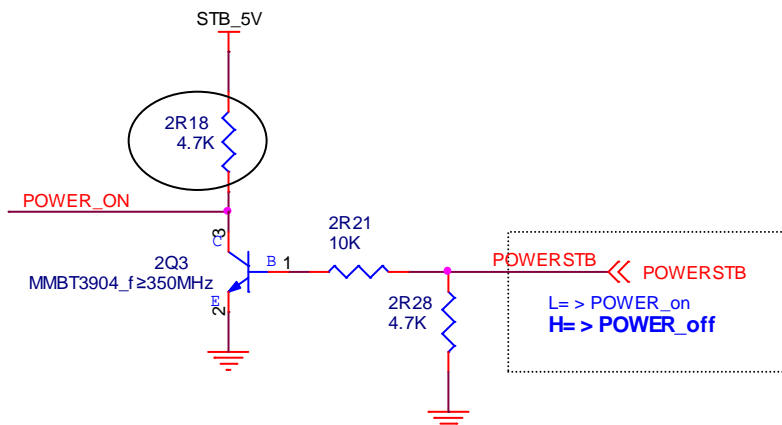 STB_5V
2R18
4.7K
POWER_ON
3
C
2Q3
MMBT3904_f≥350MHz
B 1
E
2
2R21
10K
2R28
4.7K
POWERSTB
POWERSTB
L= > POWER_on
H= > POWER_off